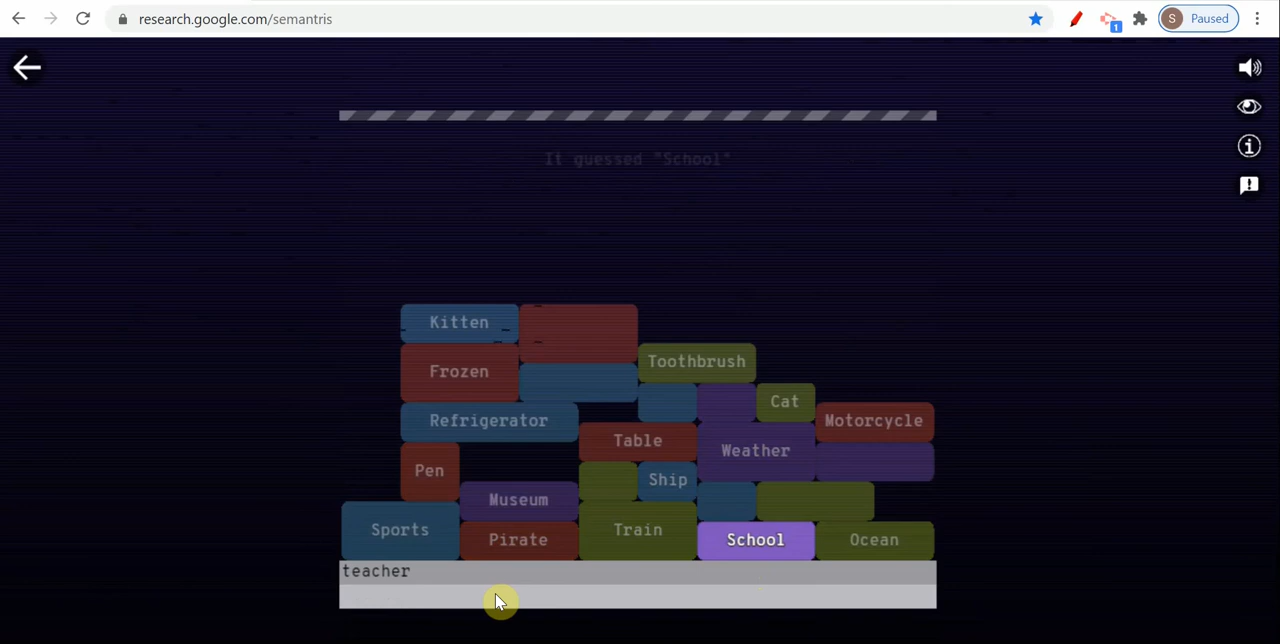 research.google.com/semantris
1
S Paused
It guessed "School"
Kitten
Toothbrush
Frozen
Cat
Refrigerator
Motorcycle
Table
Weather
Pen
Ship
Museum
Sports
Pirate
Train
School
Ocean
teacher